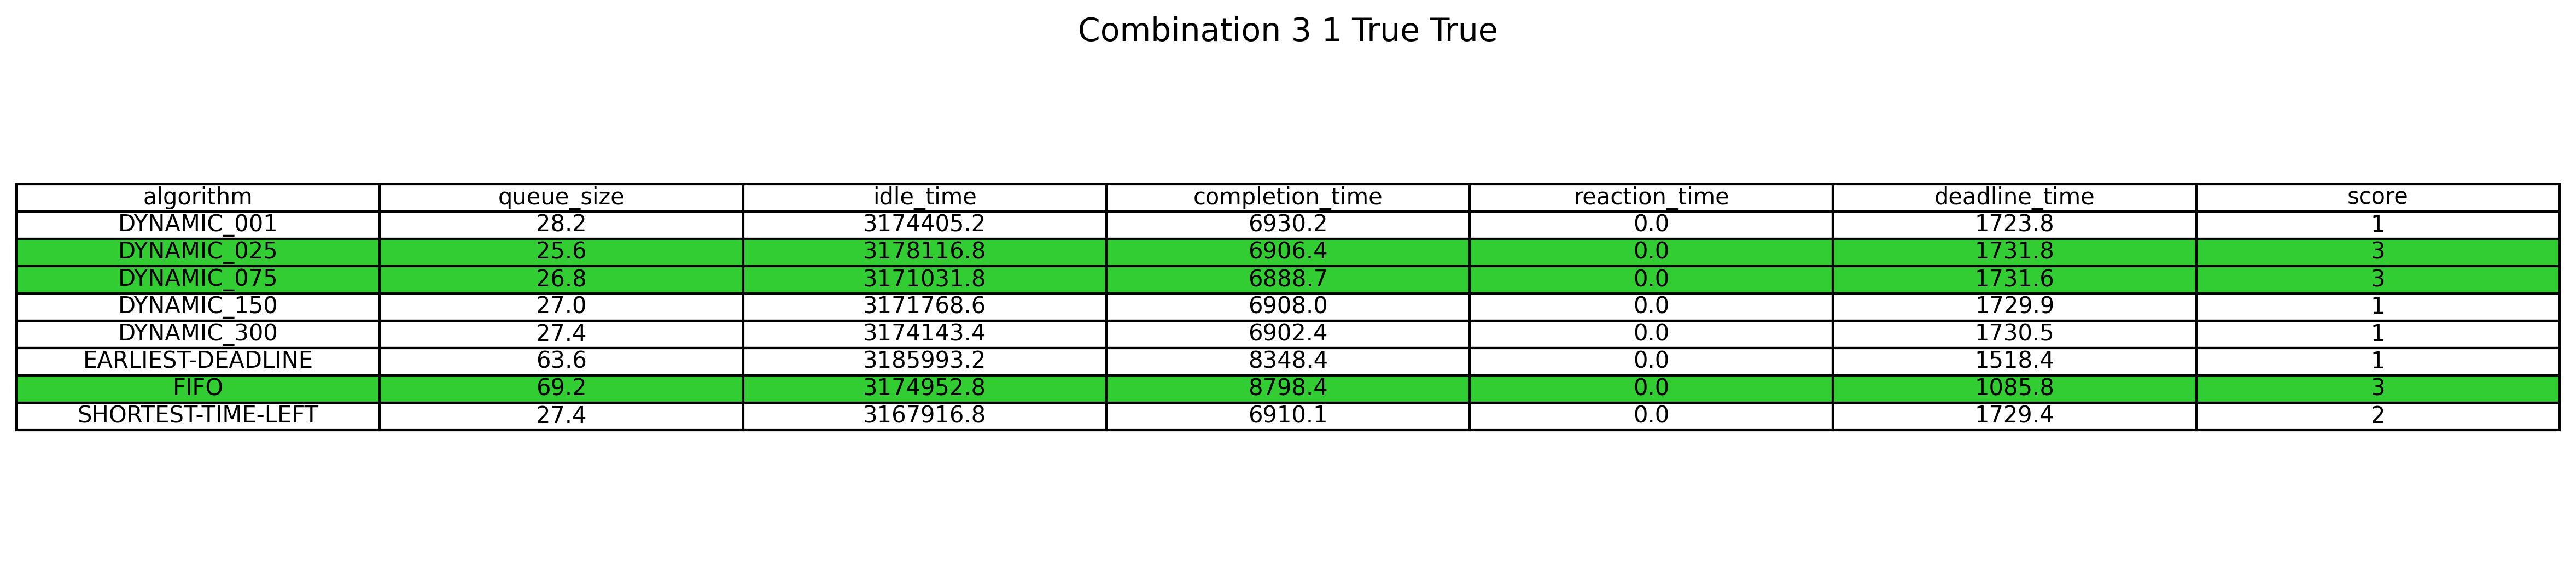 Combination 3 1 True True
algorithm queue_size idle_time completion_time reaction_time deadline_time score
DYNAMIC_001 28.2 3174405.2 6930.2 0.0 1723.8 1
DYNAMIC_025 25.6 3178116.8 6906.4 0.0 1731.8 3
DYNAMIC_075 26.8 3171031.8 6888.7 0.0 1731.6 3
DYNAMIC_150 27.0 3171768.6 6908.0 0.0 1729.9 1
DYNAMIC_300 27.4 3174143.4 6902.4 0.0 1730.5 1
EARLIEST-DEADLINE 63.6 3185993.2 8348.4 0.0 1518.4 1
FIFO 69.2 3174952.8 8798.4 0.0 1085.8 3
SHORTEST-TIME-LEFT 27.4 3167916.8 6910.1 0.0 1729.4 2